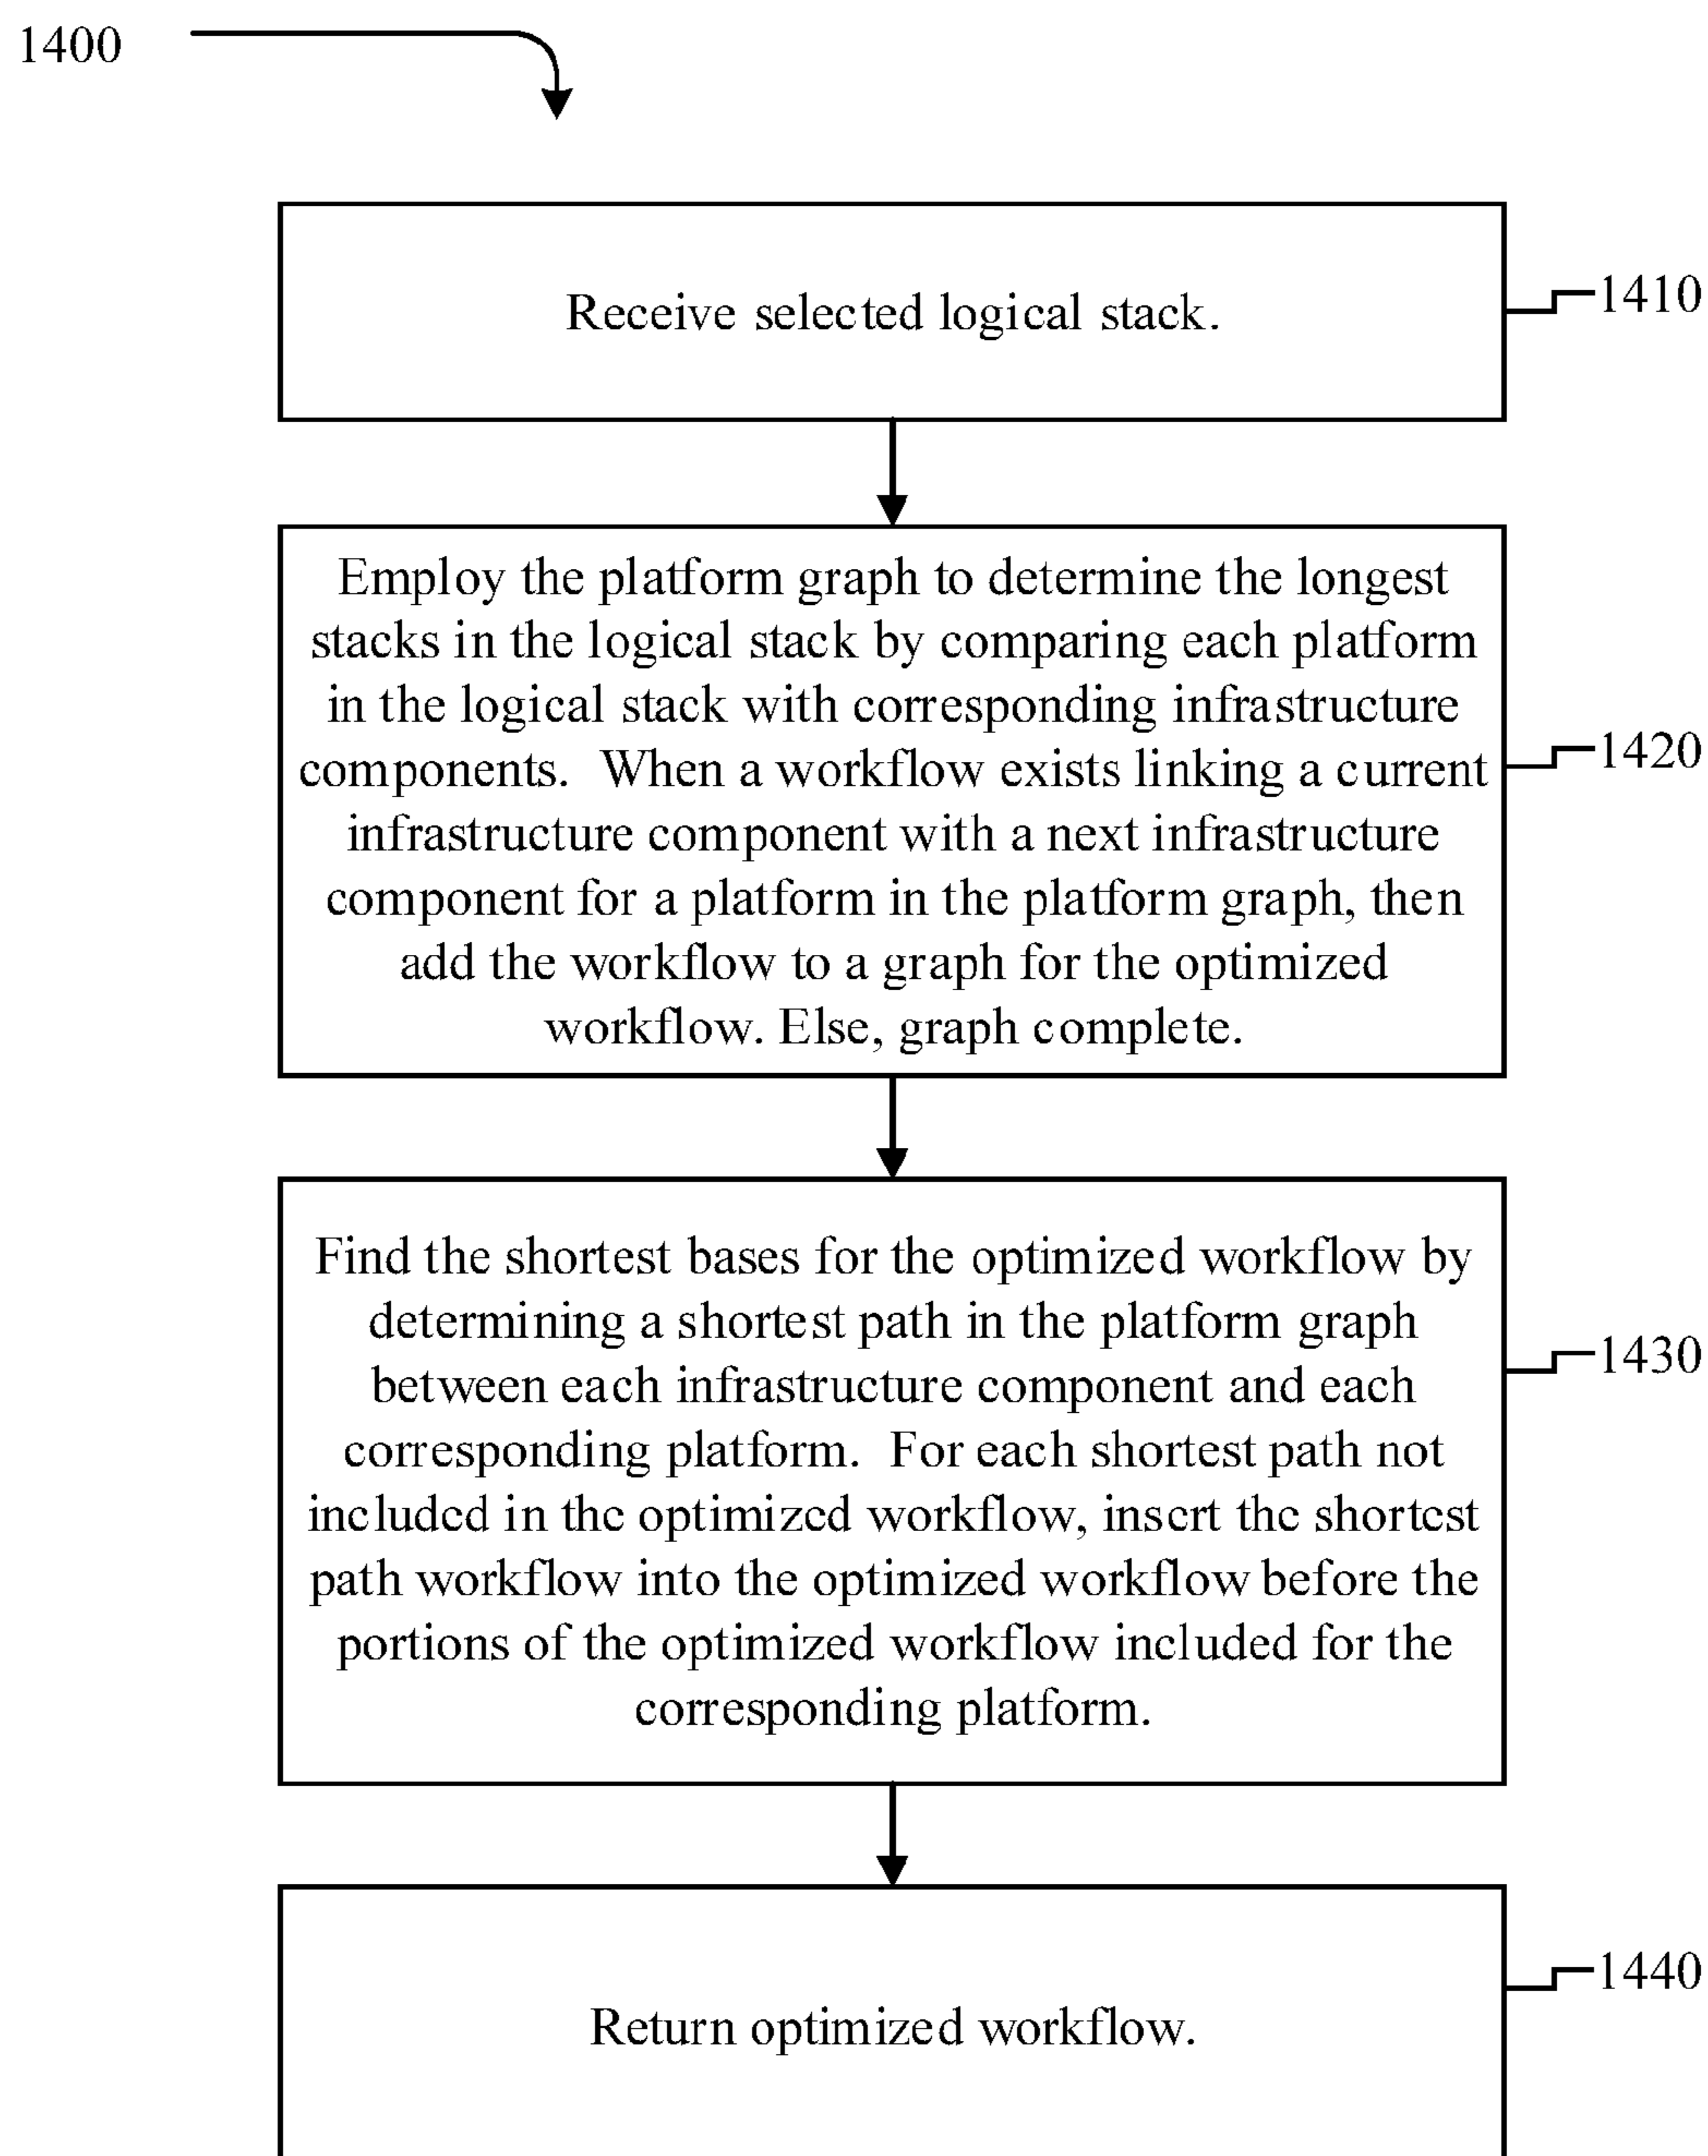 1400
Receive selected logical stack.
1410
Employ the platform graph to determine the longest
stacks in the logical stack by comparing each platform
in the logical stack with corresponding infrastructure
components. When a workflow exists linking a current
infrastructure component with a next infrastructure
component for a platform in the platform graph, then
add the workflow to a graph for the optimized
workflow. Else, graph complete.
1420
Find the shortest bases for the optimized workflow by
determining a shortest path in the platform graph
between each infrastructure component and each
corresponding platform. For each shortest path not
included in the optimized workflow, insert the shortest
path workflow into the optimized workflow before the
portions of the optimized workflow included for the
corresponding platform.
1430
Return optimized workflow.
1440